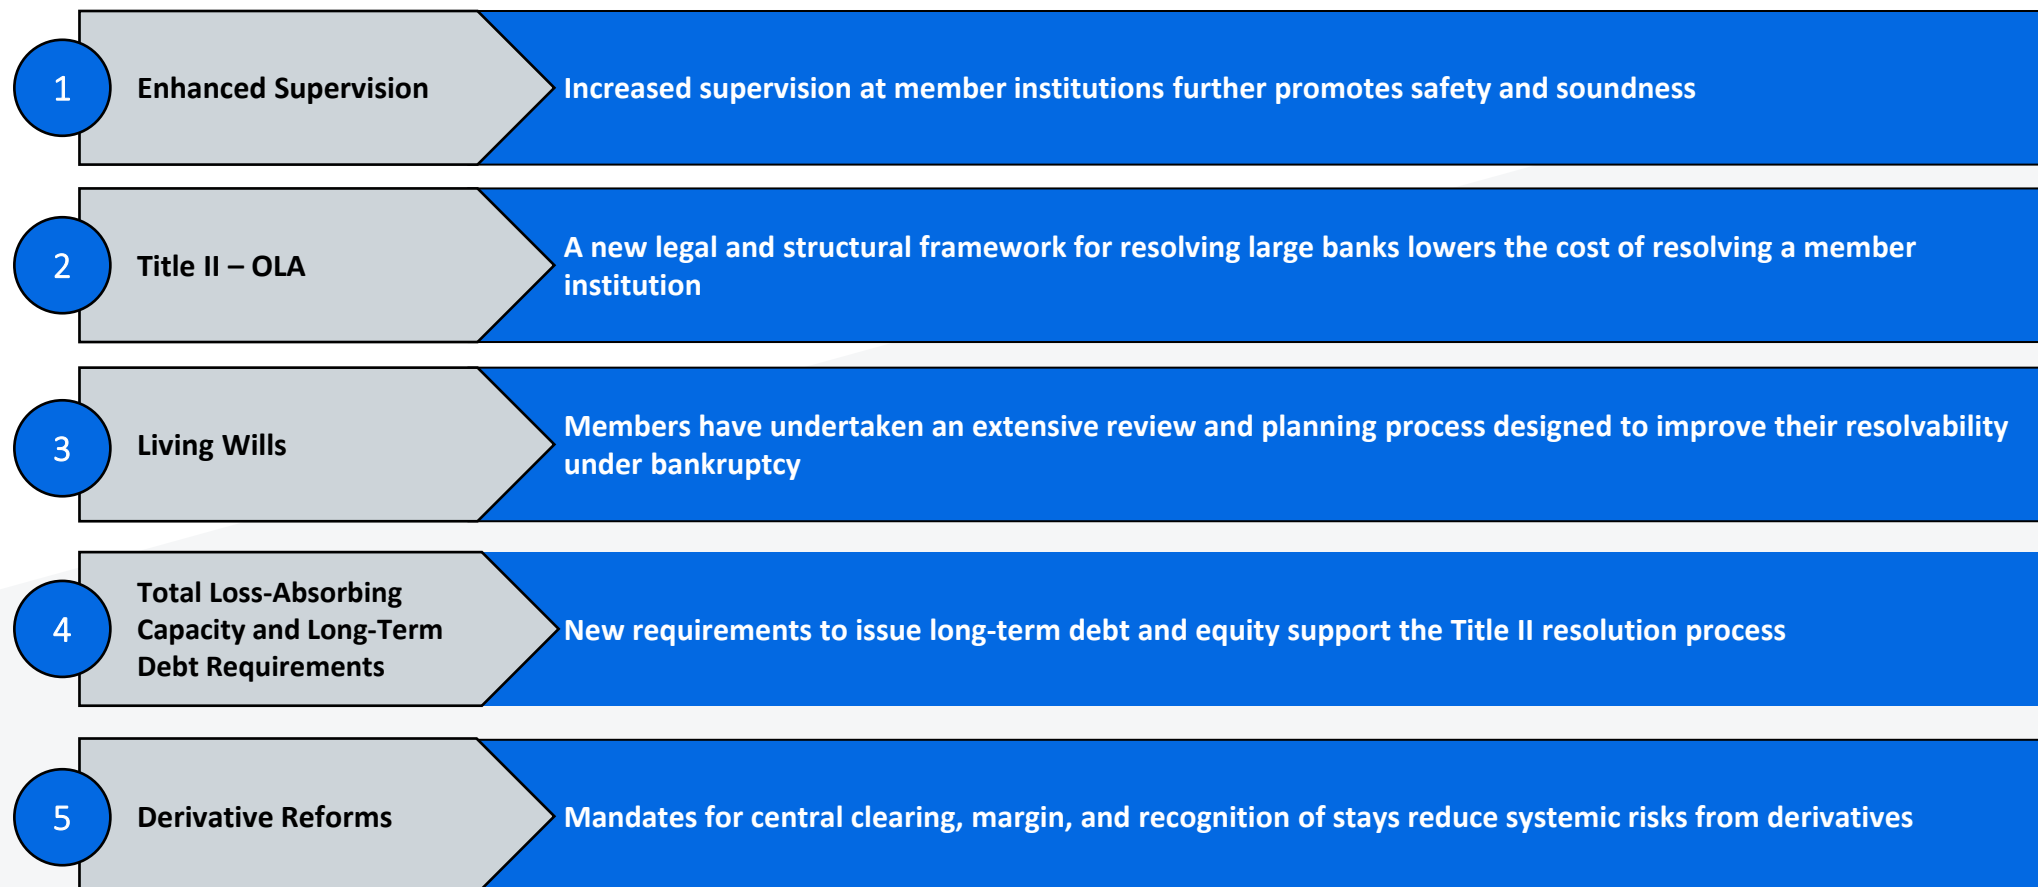 1
Enhanced Supervision
Increased supervision at member institutions further promotes safety and soundness
2
Title II – OLA
A new legal and structural framework for resolving large banks lowers the cost of resolving a member
institution
3
Living Wills
Members have undertaken an extensive review and planning process designed to improve their resolvability
under bankruptcy
4
Total Loss-Absorbing
Capacity and Long-Term
Debt Requirements
New requirements to issue long-term debt and equity support the Title II resolution process
5
Derivative Reforms
Mandates for central clearing, margin, and recognition of stays reduce systemic risks from derivatives